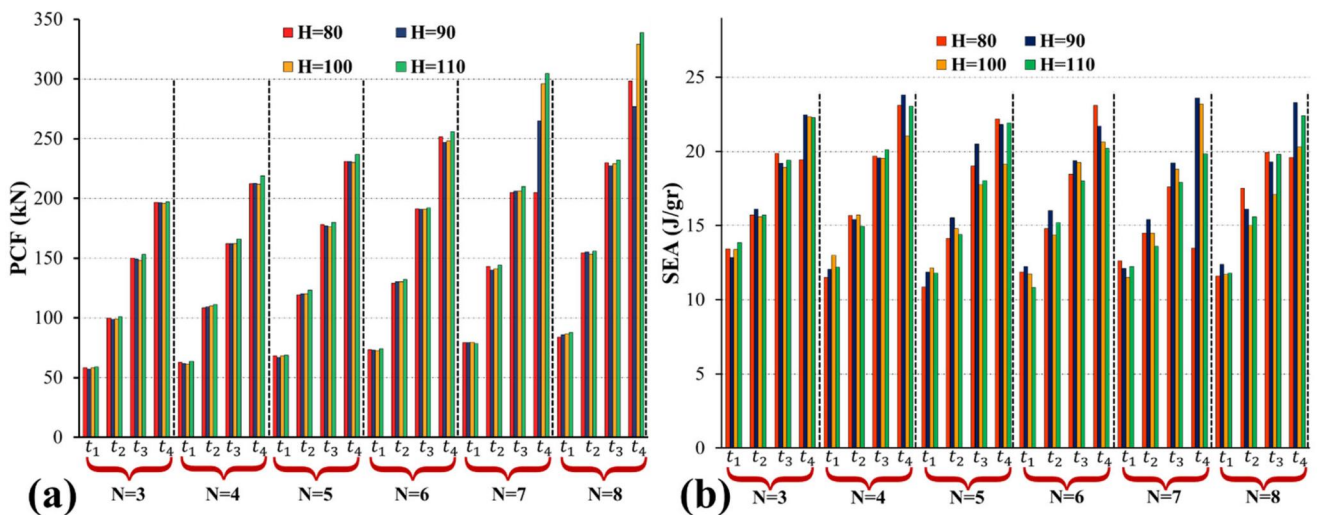 350
300
250
200
150
100
50
0
PCF (kN)
H=80 H=90
H=100 H=110
t₁ t₂ t₃ t₄ t₁ t₂ t₃ t₄ t₁ t₂ t₃ t₄ t₁ t₂ t₃ t₄ t₁ t₂ t₃ t₄ t₁ t₂ t₃ t₄
N=3 N=4 N=5 N=6 N=7 N=8
(a)
25
20
15
10
5
0
SEA (J/gr)
H=80 H=90
H=100 H=110
t₁ t₂ t₃ t₄ t₁ t₂ t₃ t₄ t₁ t₂ t₃ t₄ t₁ t₂ t₃ t₄ t₁ t₂ t₃ t₄ t₁ t₂ t₃ t₄
N=3 N=4 N=5 N=6 N=7 N=8
(b)